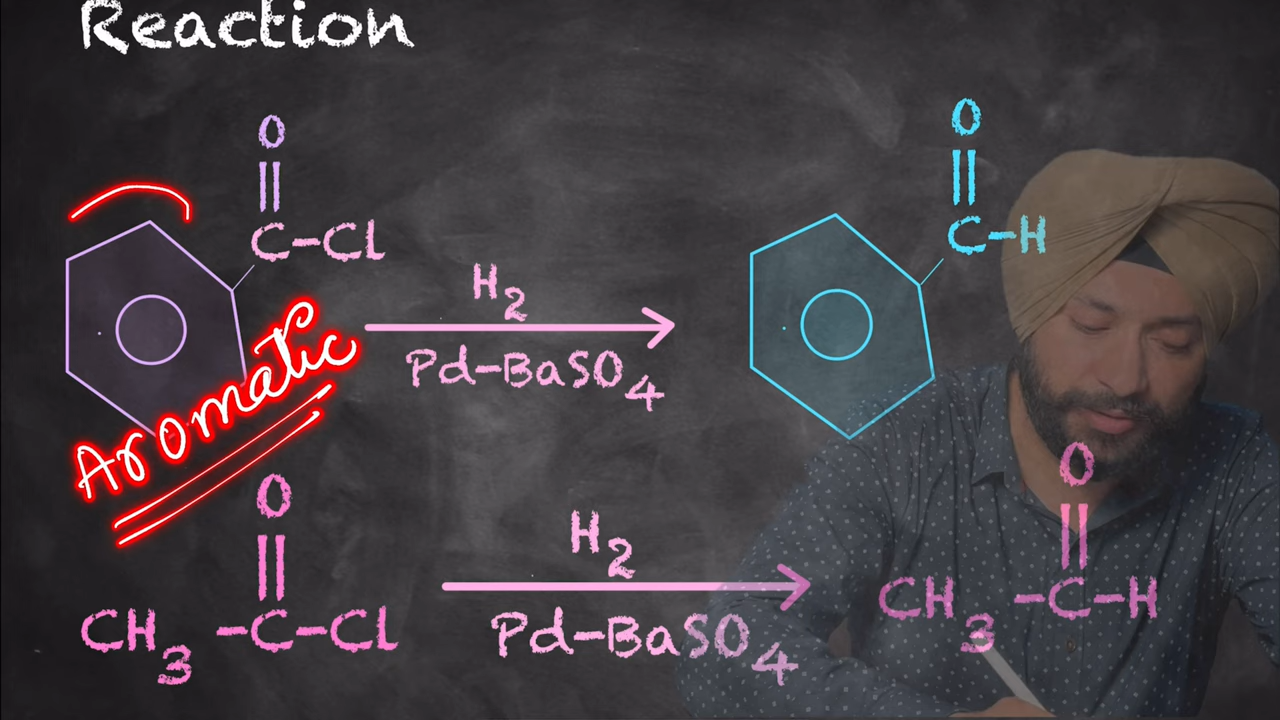 Reaction
O
||
C-Cl
H₂
Pd-BaSO₄
O
||
C-H
Aromatic
O
||
CH₃-C-Cl
H₂
Pd-BaSO₄
O
||
CH₃-C-H